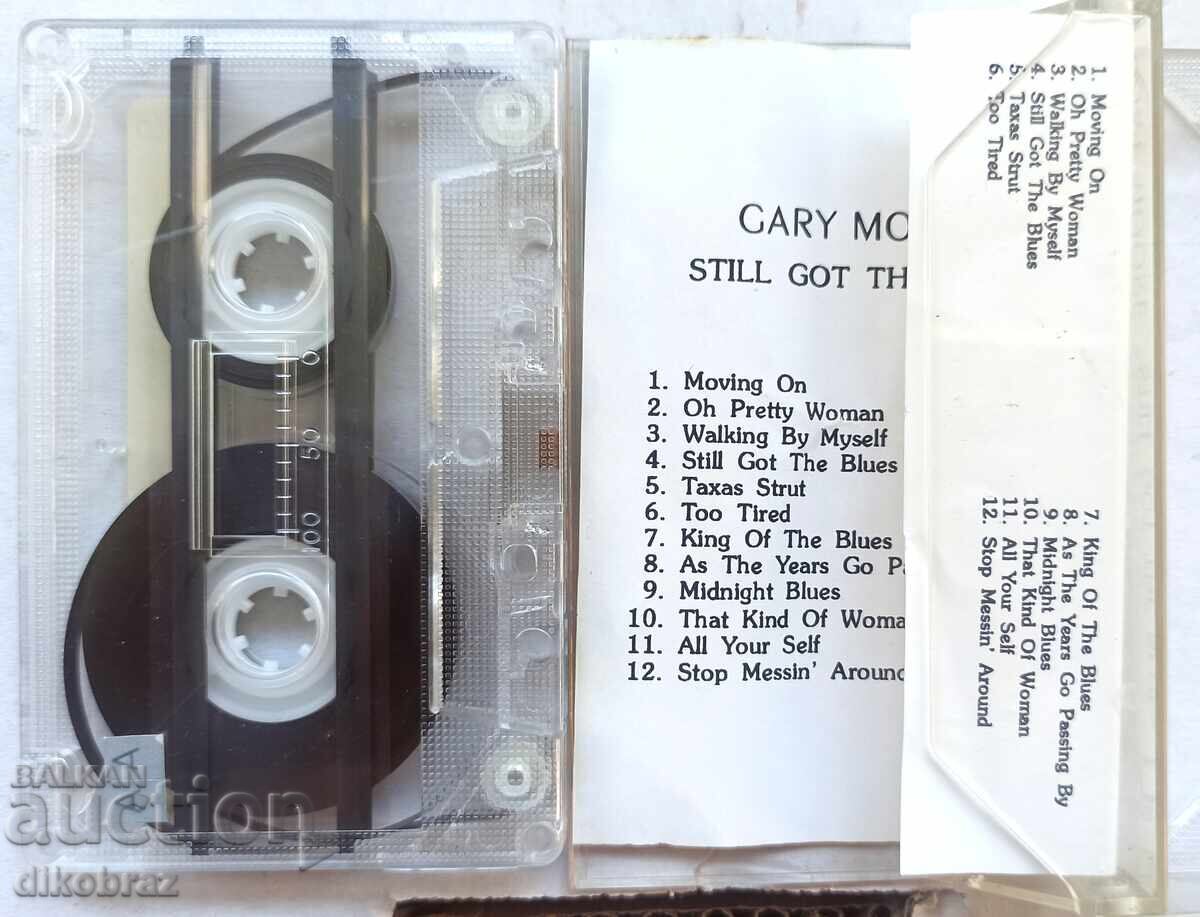 0
50
100
A
GARY MO
STILL GOT TH
1. Moving On
2. Oh Pretty Woman
3. Walking By Myself
4. Still Got The Blues
5. Taxas Strut
6. Too Tired
7. King Of The Blues
8. As The Years Go Pa
9. Midnight Blues
10. That Kind Of Woma
11. All Your Self
12. Stop Messin' Around
1. Moving On
2. Oh Pretty Woman
3. Walking By Myself
4. Still Got The Blues
5. Taxas Strut
6. Too Tired
7. King Of The Blues
8. As The Years Go Passing By
9. Midnight Blues
10. That Kind Of Woman
11. All Your Self
12. Stop Messin' Around
BALKAN
auction
dikobraz